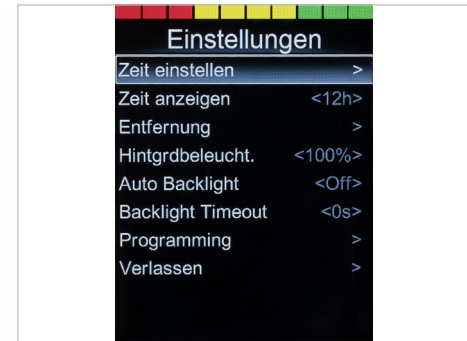 Einstellungen
Zeit einstellen >
Zeit anzeigen <12h>
Entfernung >
Hintgrdbeleucht. <100%>
Auto Backlight <Off>
Backlight Timeout <0s>
Programming >
Verlassen >